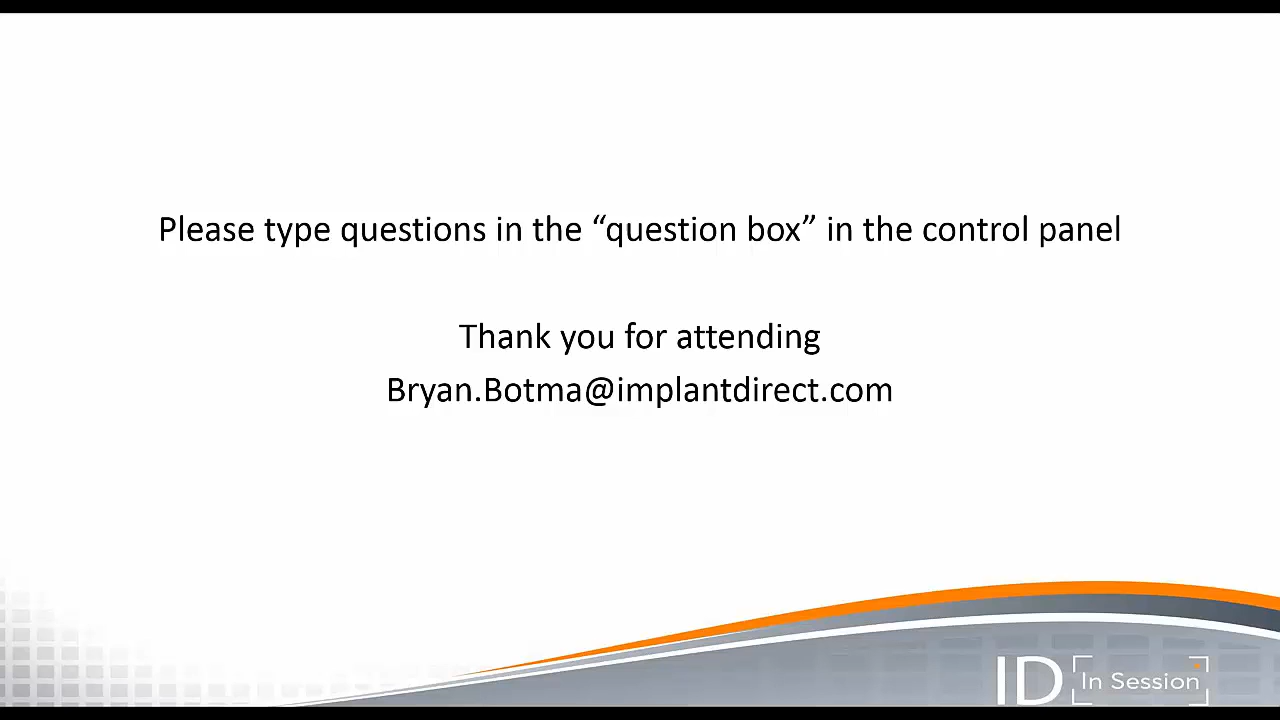 Please type questions in the “question box” in the control panel
Thank you for attending
Bryan.Botma@implantdirect.com
ID In Session